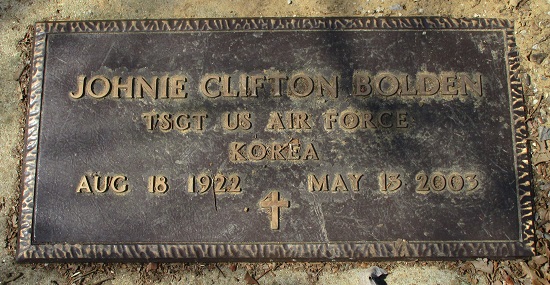 JOHNIE CLIFTON BOLDEN
TSGT US AIR FORCE
KOREA
AUG 18 1922 MAY 13 2003